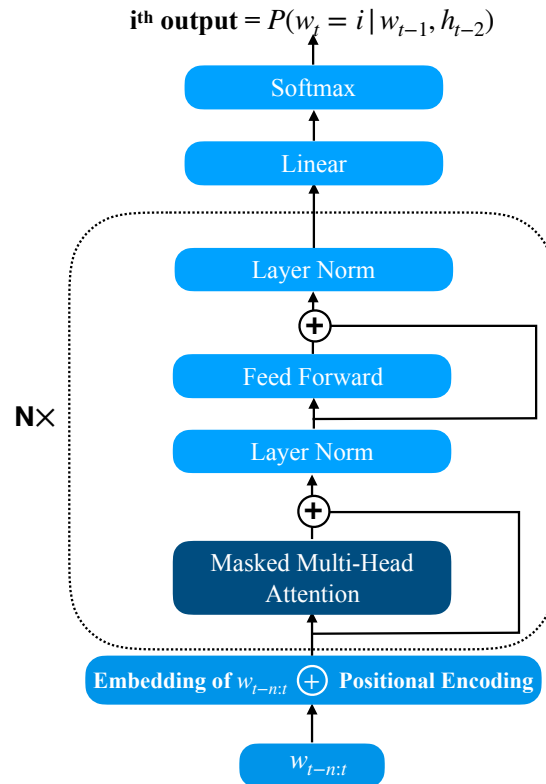 iᵗʰ output = P(wₜ = i | wₜ₋₁, hₜ₋₂)
Softmax
Linear
Layer Norm
+
Feed Forward
N×
Layer Norm
+
Masked Multi-Head
Attention
Embedding of wₜ₋ₙ:ₜ + Positional Encoding
wₜ₋ₙ:ₜ